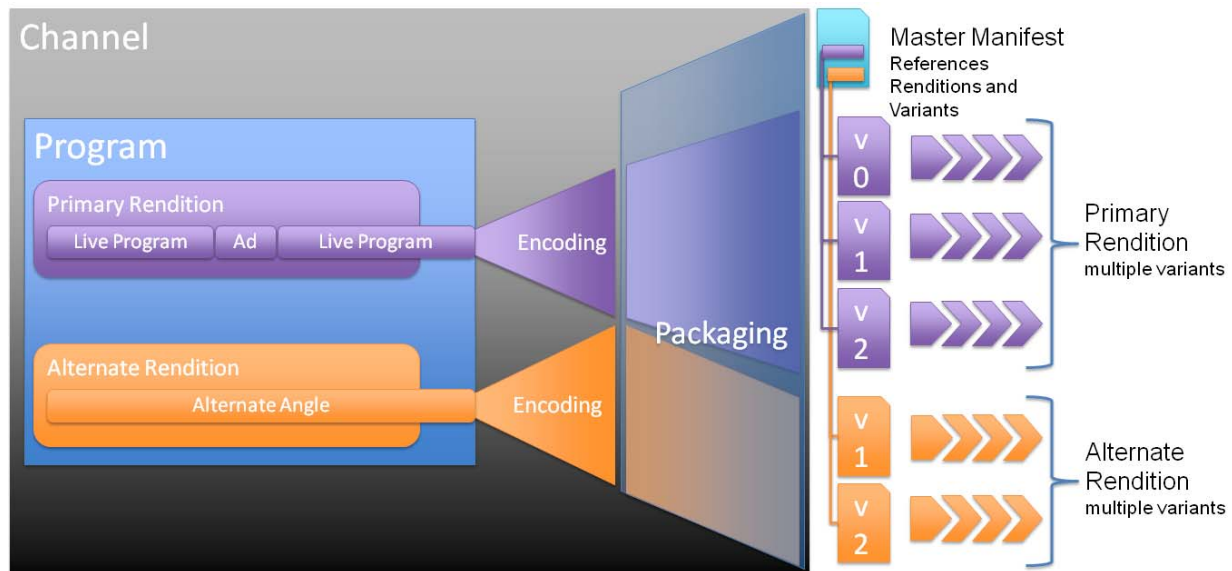 Channel
Program
Primary Rendition
Live Program
Ad
Live Program
Encoding
Alternate Rendition
Alternate Angle
Encoding
Packaging
Master Manifest
References
Renditions and
Variants
v
0
v
1
v
2
Primary
Rendition
multiple variants
v
1
v
2
Alternate
Rendition
multiple variants